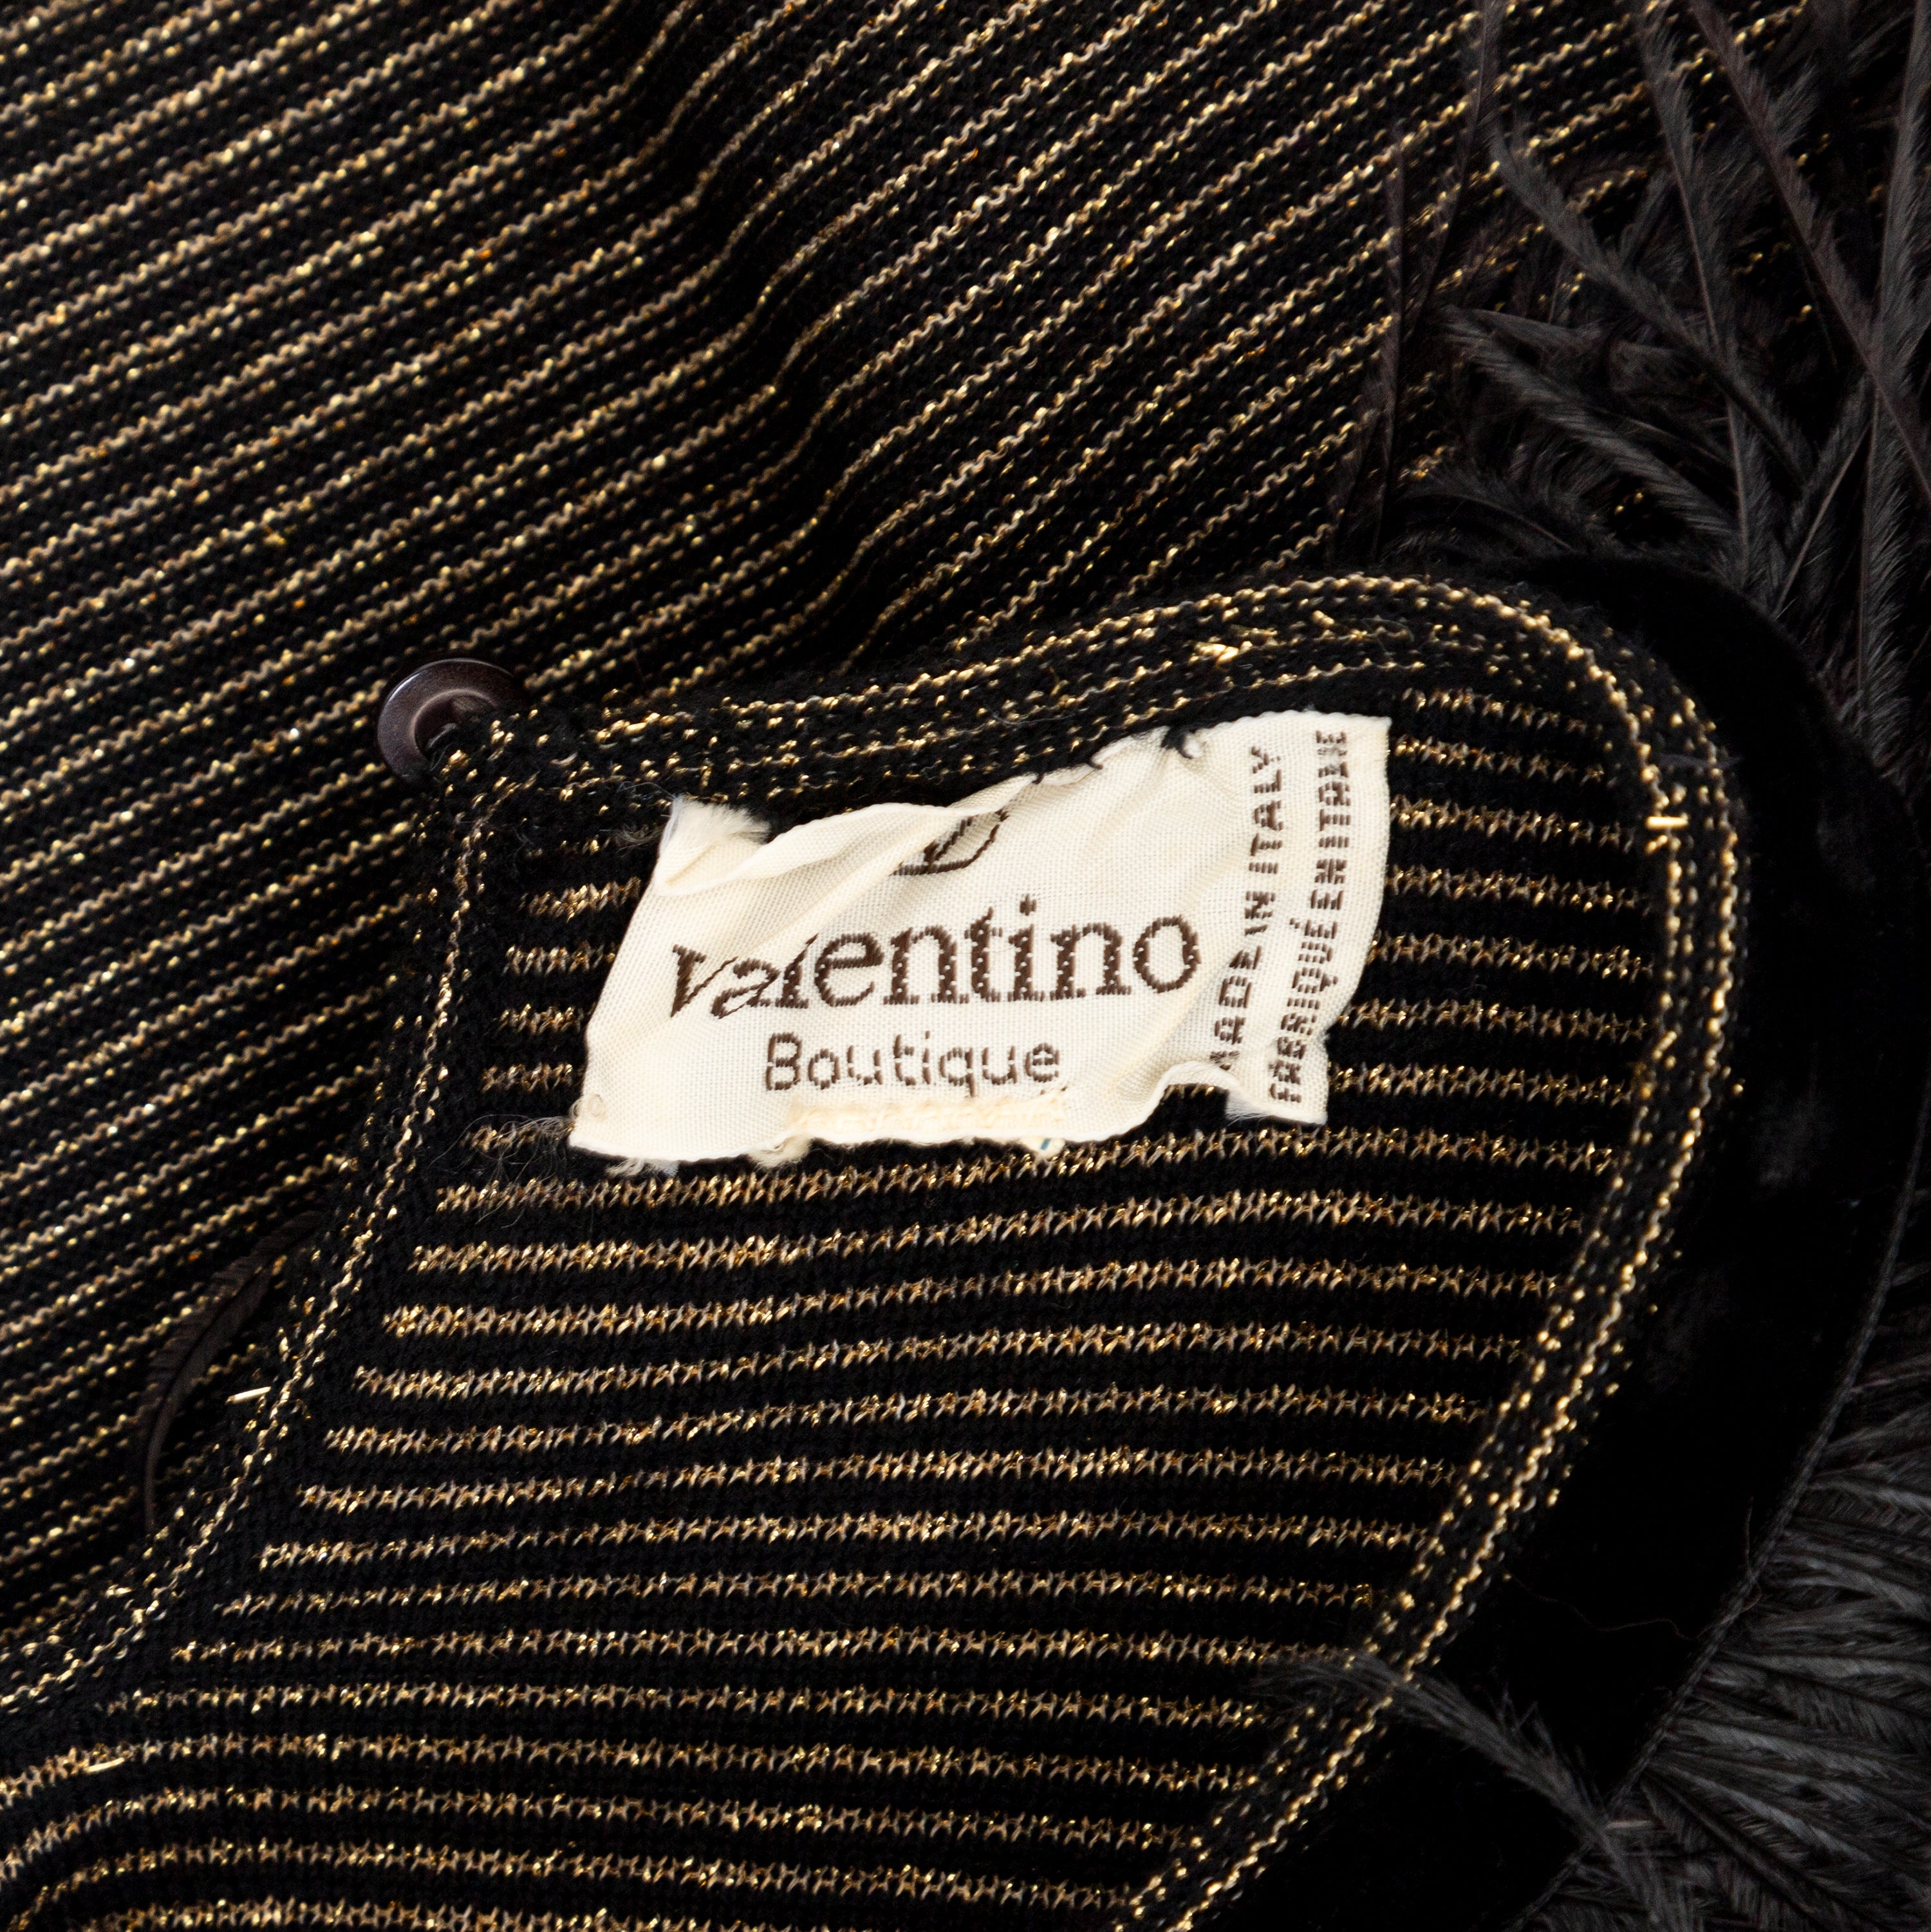 valentino
Boutique
MADE IN ITALY
FABRIQUÉ EN ITALIE